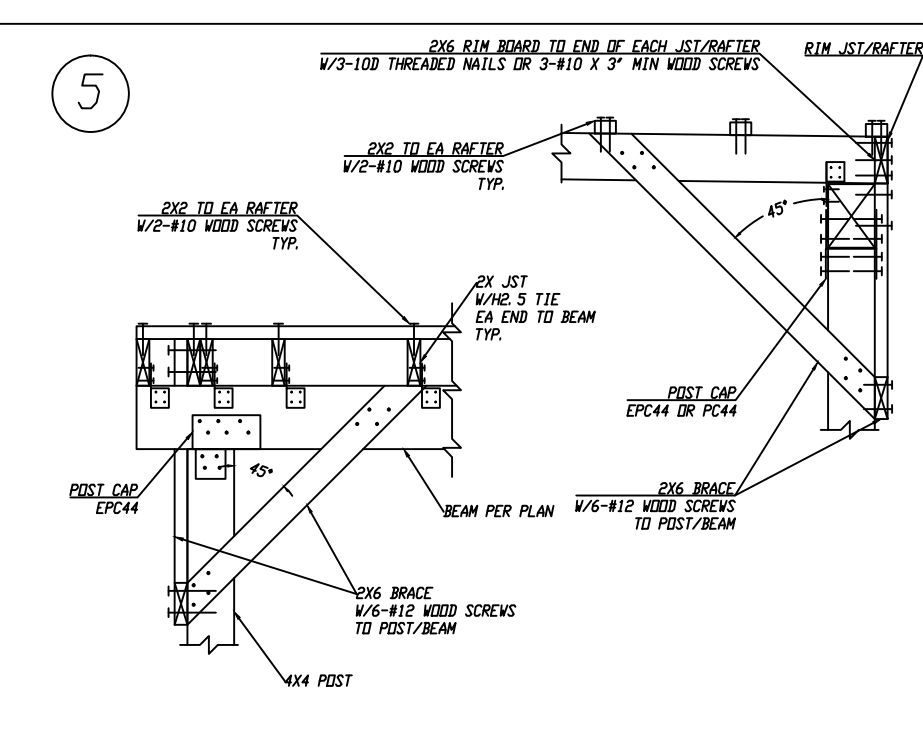 5
2X6 RIM BOARD TO END OF EACH JST/RAFTER
W/3-10D THREADED NAILS OR 3-#10 X 3" MIN WOOD SCREWS
RIM JST/RAFTER
2X2 TO EA RAFTER
W/2-#10 WOOD SCREWS
TYP.
45°
2X2 TO EA RAFTER
W/2-#10 WOOD SCREWS
TYP.
2X JST
W/H2.5 TIE
EA END TO BEAM
TYP.
POST CAP
EPC44 OR PC44
45°
POST CAP
EPC44
BEAM PER PLAN
2X6 BRACE
W/6-#12 WOOD SCREWS
TO POST/BEAM
2X6 BRACE
W/6-#12 WOOD SCREWS
TO POST/BEAM
4X4 POST